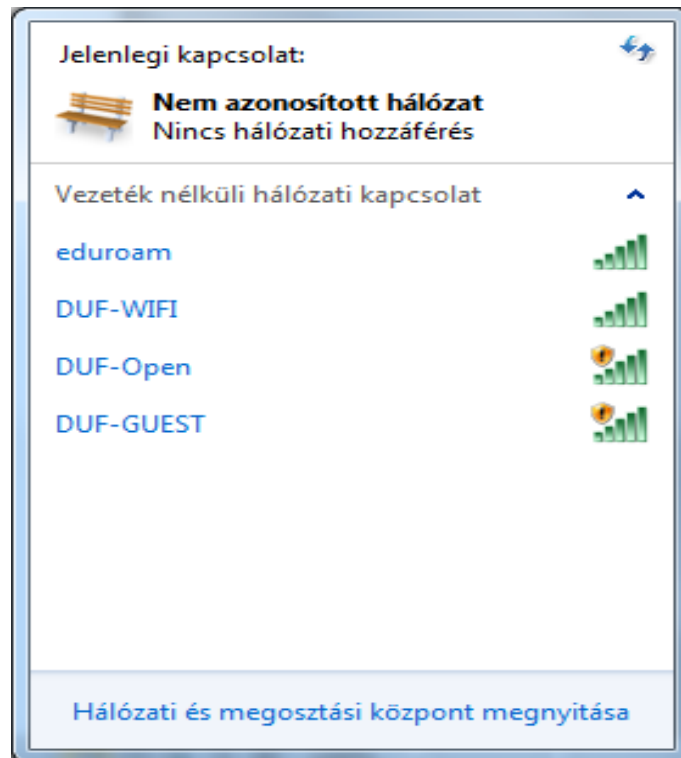 Jelenlegi kapcsolat:
Nem azonosított hálózat
Nincs hálózati hozzáférés
Vezeték nélküli hálózati kapcsolat
eduroam
DUF-WIFI
DUF-Open
DUF-GUEST
Hálózati és megosztási központ megnyitása